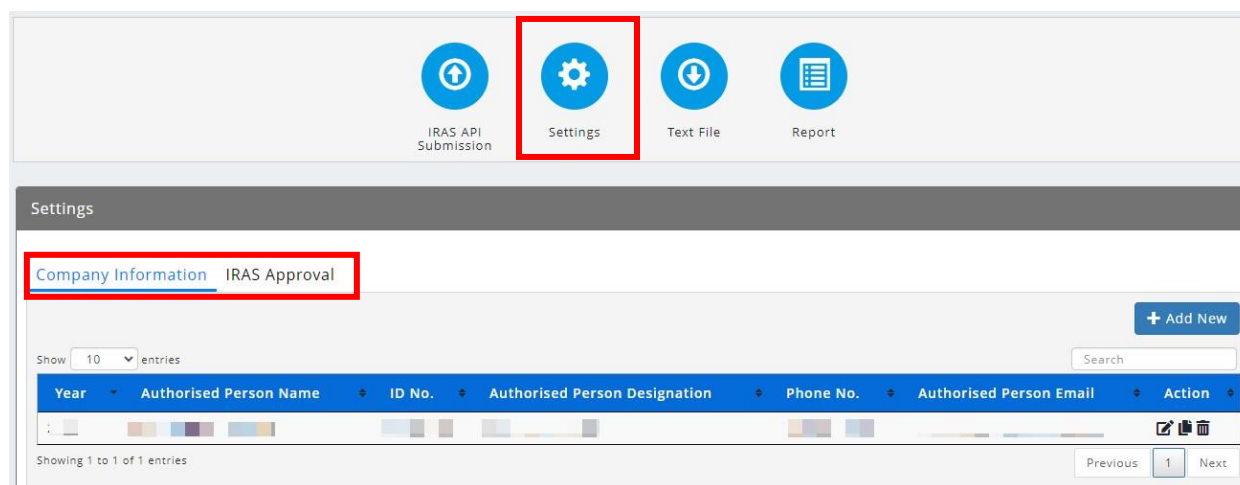 IRAS API
Submission
Settings
Text File
Report
Settings
Company Information IRAS Approval
+ Add New
Show 10 entries
Search
Year Authorised Person Name ID No. Authorised Person Designation Phone No. Authorised Person Email Action
Showing 1 to 1 of 1 entries
Previous 1 Next